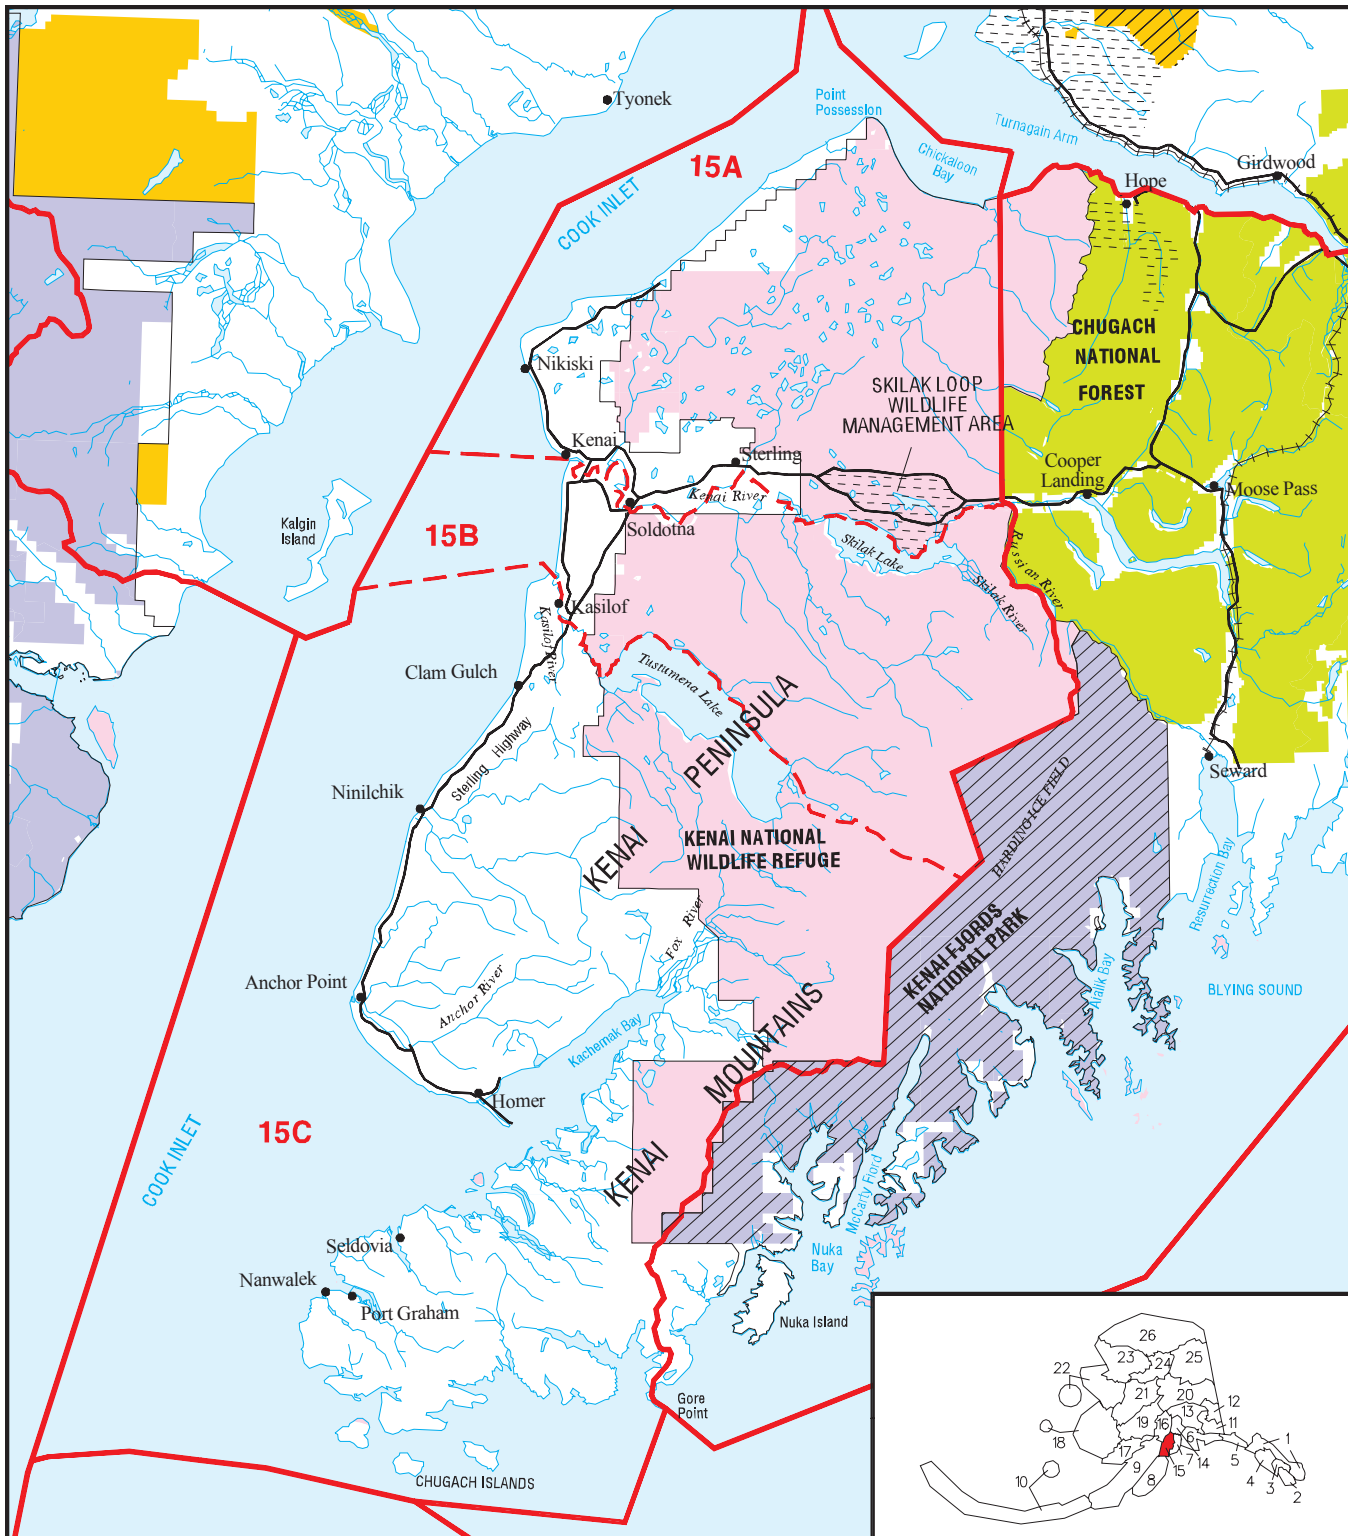 Tyonek
Point
Possession
Turnagain Arm
Girdwood
15A
Chickaloon
Bay
Hope
COOK INLET
CHUGACH
NATIONAL
FOREST
Nikiski
SKILAK LOOP
WILDLIFE
MANAGEMENT AREA
Kenai
Sterling
Cooper
Landing
Moose Pass
Kenai River
Kalgin
Island
15B
Soldotna
Skilak Lake
Russian River
Skilak River
Kasilof
Kasilof River
Clam Gulch
Tustumena Lake
Sterling Highway
KENAI PENINSULA
Seward
Ninilchik
HARDING ICE FIELD
KENAI NATIONAL
WILDLIFE REFUGE
Resurrection Bay
Fox River
KENAI FJORDS
NATIONAL PARK
Aialik Bay
Anchor Point
Anchor River
BLYING SOUND
Kachemak Bay
KENAI MOUNTAINS
Homer
15C
COOK INLET
McCarty Fiord
Seldovia
Nuka
Bay
Nanwalek
Port Graham
Nuka Island
Gore
Point
CHUGACH ISLANDS
26
23
24
25
22
21
20
12
13
19
16
11
18
17
6
7
14
5
1
9
15
4
3
2
10
8